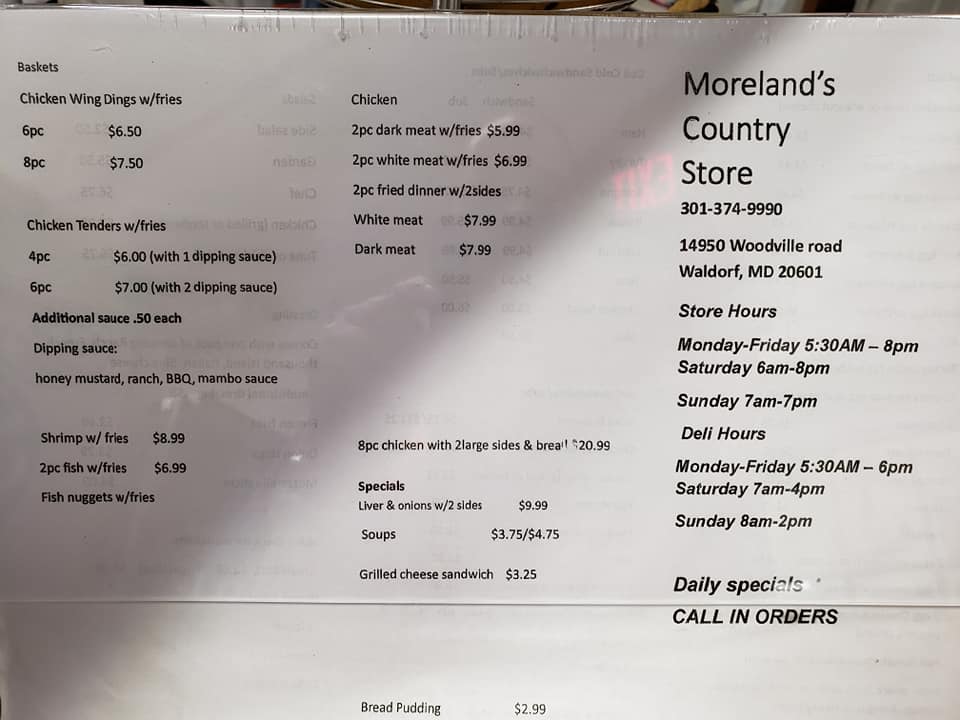 Baskets
Chicken Wing Dings w/fries
6pc $6.50
8pc $7.50
Chicken Tenders w/fries
4pc $6.00 (with 1 dipping sauce)
6pc $7.00 (with 2 dipping sauce)
Additional sauce .50 each
Dipping sauce:
honey mustard, ranch, BBQ, mambo sauce
Shrimp w/ fries $8.99
2pc fish w/fries $6.99
Fish nuggets w/fries
Chicken
2pc dark meat w/fries $5.99
2pc white meat w/fries $6.99
2pc fried dinner w/2sides
White meat $7.99
Dark meat $7.99
8pc chicken with 2large sides & bread $20.99
Specials
Liver & onions w/2 sides $9.99
Soups $3.75/$4.75
Grilled cheese sandwich $3.25
Bread Pudding $2.99
Moreland's
Country
Store
301-374-9990
14950 Woodville road
Waldorf, MD 20601
Store Hours
Monday-Friday 5:30AM – 8pm
Saturday 6am-8pm
Sunday 7am-7pm
Deli Hours
Monday-Friday 5:30AM – 6pm
Saturday 7am-4pm
Sunday 8am-2pm
Daily specials
CALL IN ORDERS
EXIT